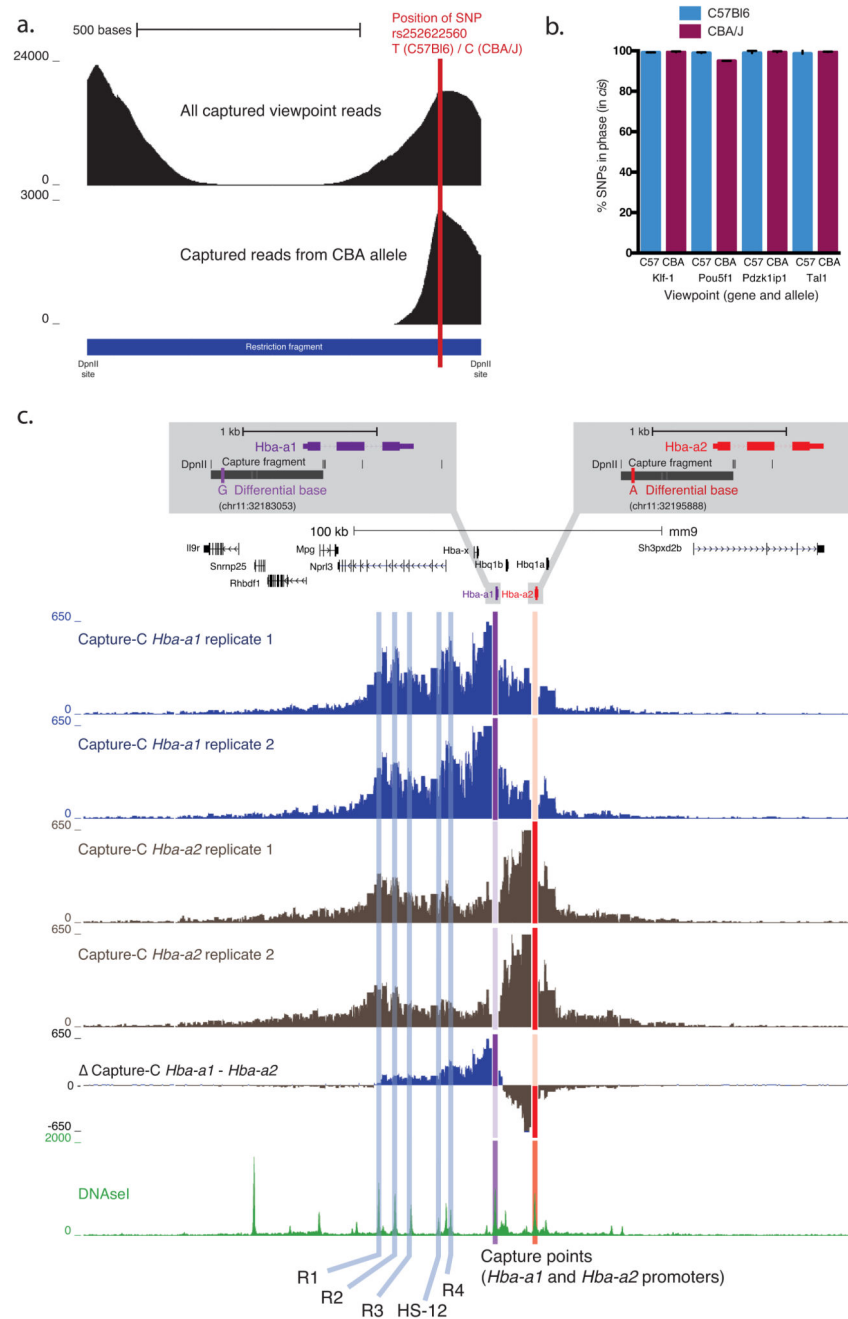 a.
500 bases
Position of SNP
rs252622560
T (C57Bl6) / C (CBA/J)
24000
All captured viewpoint reads
0
3000
Captured reads from CBA allele
0
Restriction fragment
DpnII
site
DpnII
site
b.
C57Bl6
CBA/J
% SNPs in phase (in cis)
100
80
60
40
20
0
C57 CBA C57 CBA C57 CBA C57 CBA
Klf-1 Pou5f1 Pdzk1ip1 Tal1
Viewpoint (gene and allele)
c.
1 kb
Hba-a1
DpnII
Capture fragment
G Differential base
(chr11:32183053)
1 kb
Hba-a2
DpnII
Capture fragment
A Differential base
(chr11:32195888)
100 kb
mm9
Il9r
Snrnp25
Rhbdf1
Mpg
Nprl3
Hba-x
Hbq1b
Hbq1a
Sh3pxd2b
Hba-a1
Hba-a2
650
Capture-C Hba-a1 replicate 1
0
650
Capture-C Hba-a1 replicate 2
0
650
Capture-C Hba-a2 replicate 1
0
650
Capture-C Hba-a2 replicate 2
0
650
Δ Capture-C Hba-a1 - Hba-a2
0
-650
2000
DNAseI
0
R1
R2
R3
HS-12
R4
Capture points
(Hba-a1 and Hba-a2 promoters)